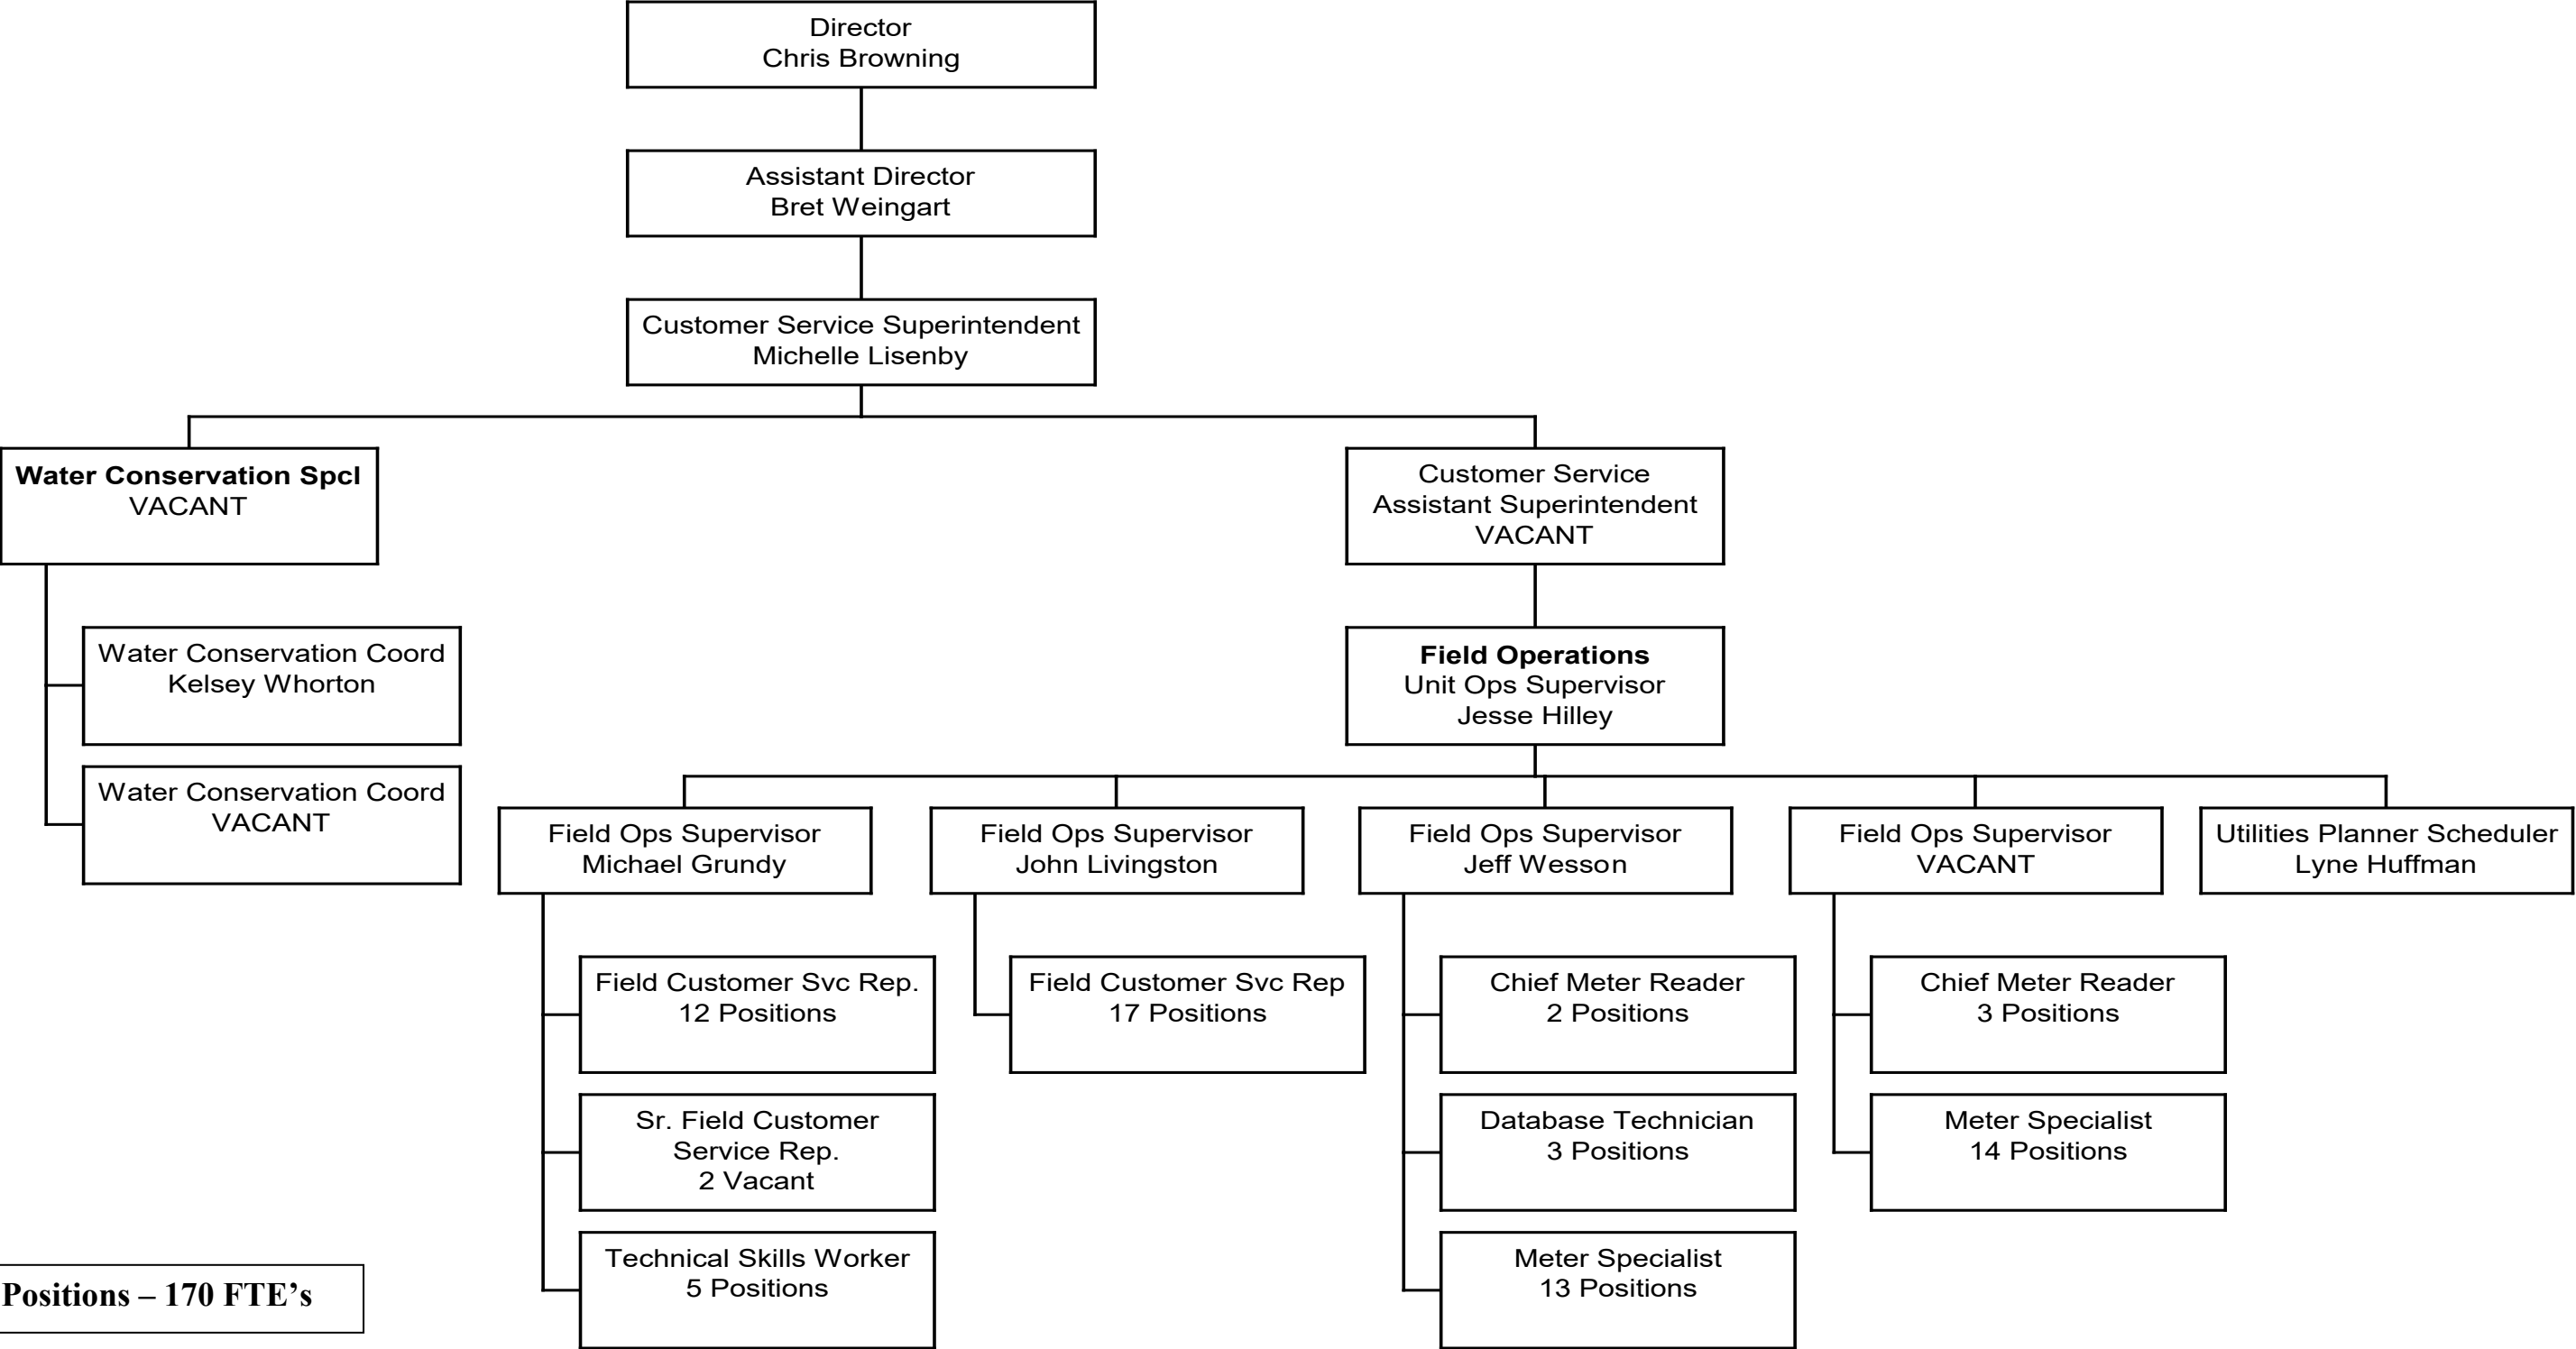 Director
Chris Browning
Assistant Director
Bret Weingart
Customer Service Superintendent
Michelle Lisenby
Water Conservation Spcl
VACANT
Customer Service
Assistant Superintendent
VACANT
Water Conservation Coord
Kelsey Whorton
Field Operations
Unit Ops Supervisor
Jesse Hilley
Water Conservation Coord
VACANT
Field Ops Supervisor
Michael Grundy
Field Ops Supervisor
John Livingston
Field Ops Supervisor
Jeff Wesson
Field Ops Supervisor
VACANT
Utilities Planner Scheduler
Lyne Huffman
Field Customer Svc Rep.
12 Positions
Field Customer Svc Rep
17 Positions
Chief Meter Reader
2 Positions
Chief Meter Reader
3 Positions
Sr. Field Customer
Service Rep.
2 Vacant
Database Technician
3 Positions
Meter Specialist
14 Positions
Technical Skills Worker
5 Positions
Meter Specialist
13 Positions
Positions – 170 FTE’s